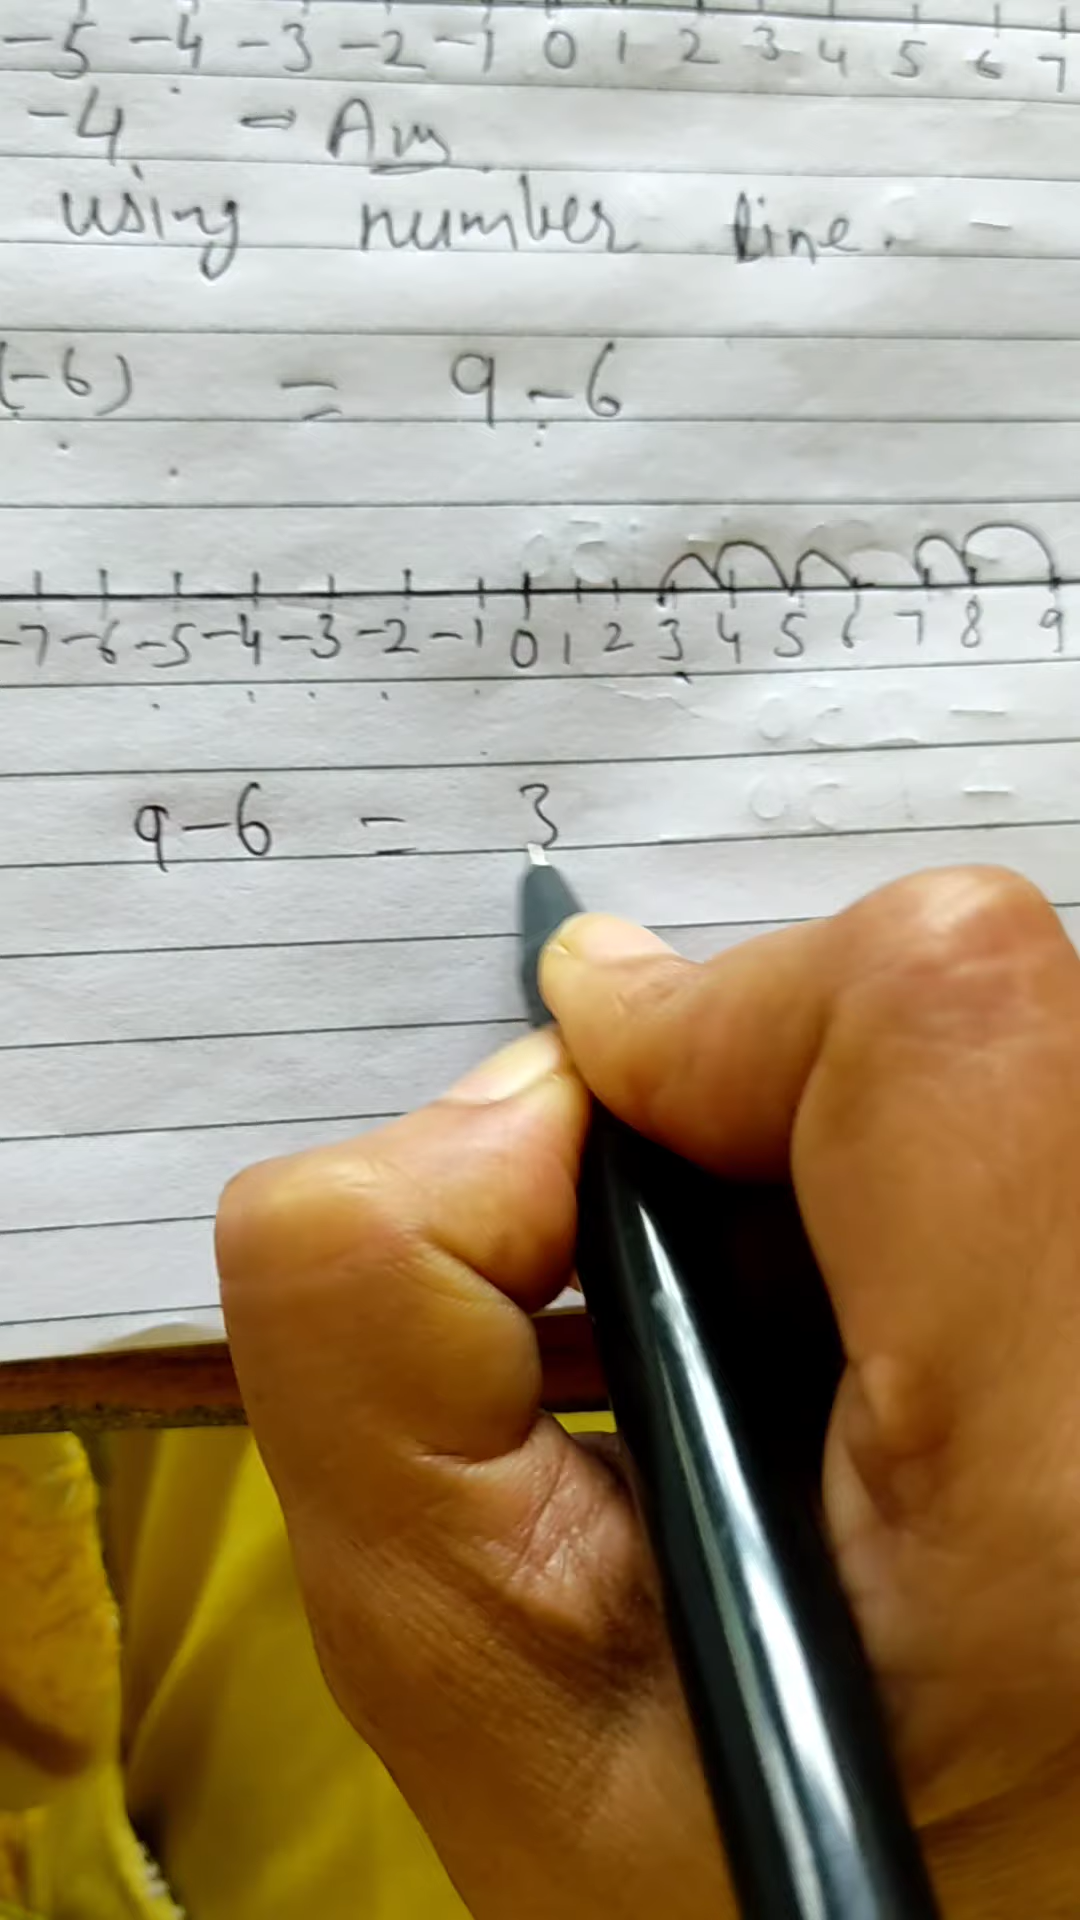 -5 -4 -3 -2 -1 0 1 2 3 4 5 6 7
-4 → Ans
using number line.
(-6) = 9-6
-7 -6 -5 -4 -3 -2 -1 0 1 2 3 4 5 6 7 8 9
9-6 = 3